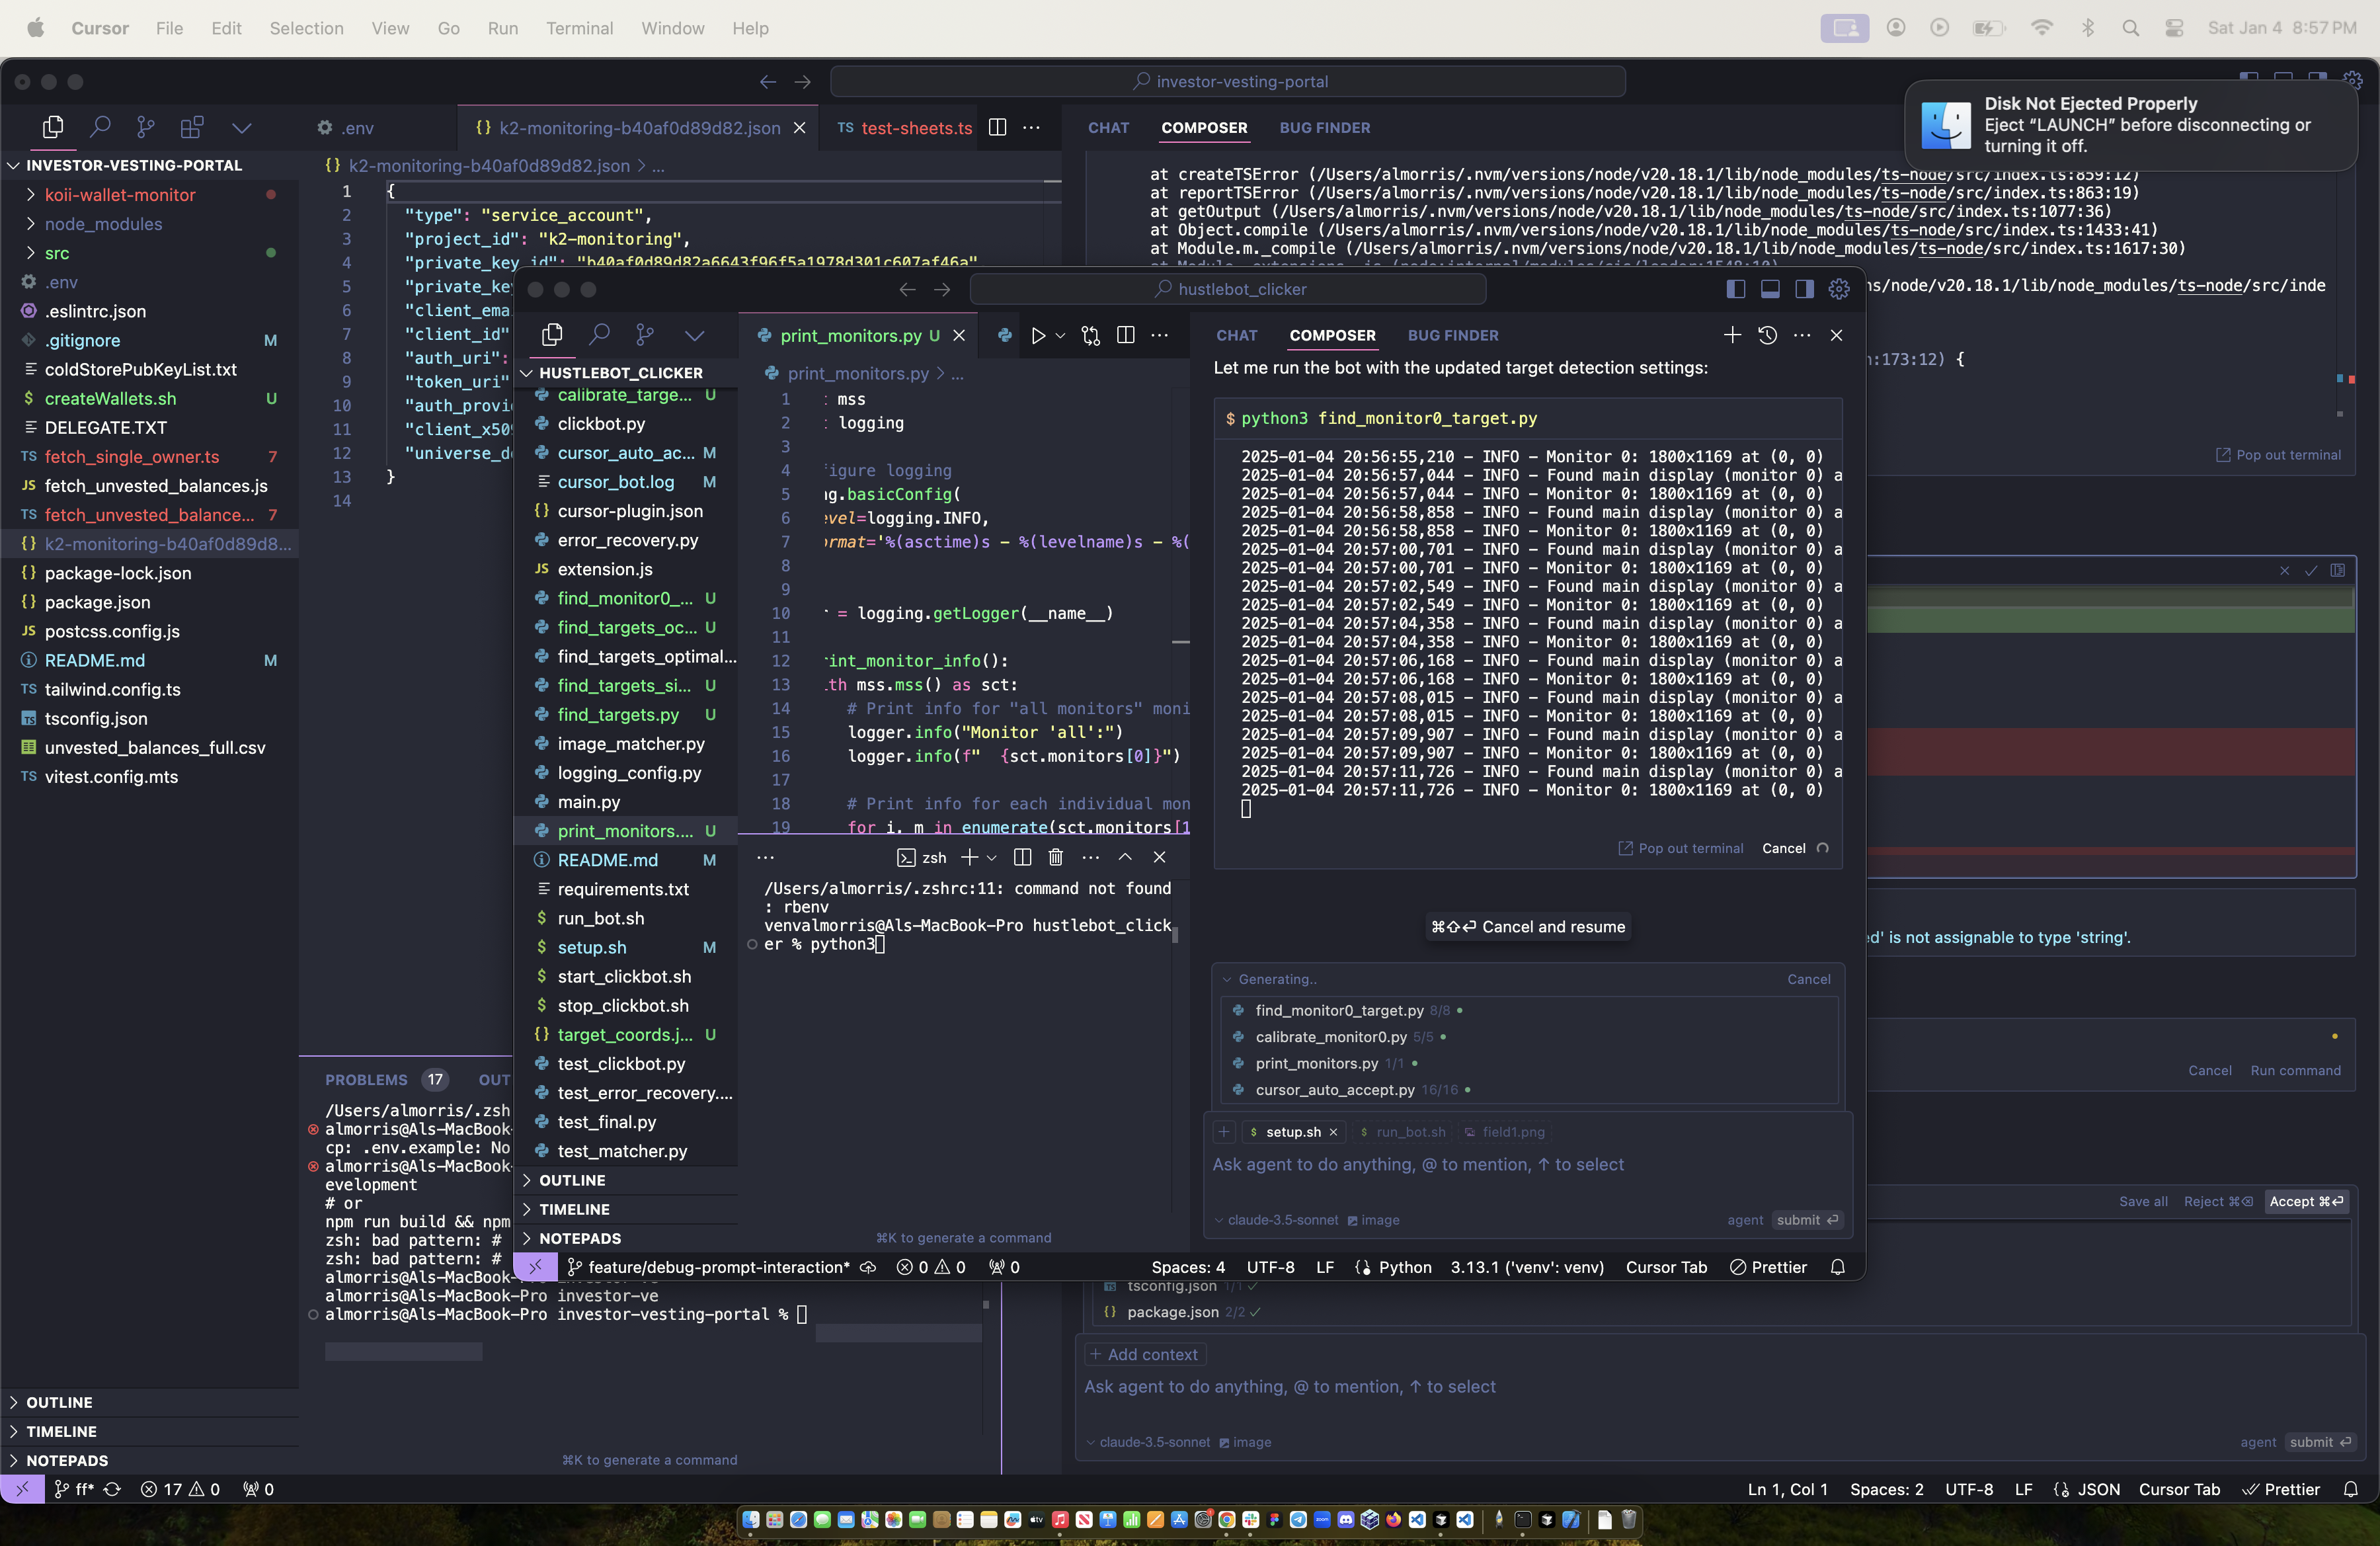 Cursor File Edit Selection View Go Run Terminal Window Help Sat Jan 4 8:57 PM
investor-vesting-portal
Disk Not Ejected Properly
Eject “LAUNCH” before disconnecting or
turning it off.
.env
{} k2-monitoring-b40af0d89d82.json
TS test-sheets.ts
CHAT COMPOSER BUG FINDER
INVESTOR-VESTING-PORTAL
koii-wallet-monitor
node_modules
src
.env
.eslintrc.json
.gitignore M
coldStorePubKeyList.txt
$ createWallets.sh U
DELEGATE.TXT
TS fetch_single_owner.ts 7
JS fetch_unvested_balances.js
TS fetch_unvested_balance... 7
{} k2-monitoring-b40af0d89d8...
{} package-lock.json
{} package.json
JS postcss.config.js
README.md M
TS tailwind.config.ts
TS tsconfig.json
unvested_balances_full.csv
TS vitest.config.mts
OUTLINE
TIMELINE
NOTEPADS
{} k2-monitoring-b40af0d89d82.json > ...
1 {
2 "type": "service_account",
3 "project_id": "k2-monitoring",
4 "private_key_id": "b40af0d89d82a6643f96f5a1978d301c607af46a"
5 "private_key
6 "client_ema
7 "client_id"
8 "auth_uri":
9 "token_uri"
10 "auth_provi
11 "client_x509
12 "universe_do
13 }
14
at createTSError (/Users/almorris/.nvm/versions/node/v20.18.1/lib/node_modules/ts-node/src/index.ts:859:12)
at reportTSError (/Users/almorris/.nvm/versions/node/v20.18.1/lib/node_modules/ts-node/src/index.ts:863:19)
at getOutput (/Users/almorris/.nvm/versions/node/v20.18.1/lib/node_modules/ts-node/src/index.ts:1077:36)
at Object.compile (/Users/almorris/.nvm/versions/node/v20.18.1/lib/node_modules/ts-node/src/index.ts:1433:41)
at Module.m._compile (/Users/almorris/.nvm/versions/node/v20.18.1/lib/node_modules/ts-node/src/index.ts:1617:30)
ns/node/v20.18.1/lib/node_modules/ts-node/src/inde
n:173:12) {
Pop out terminal
hustlebot_clicker
print_monitors.py U
CHAT COMPOSER BUG FINDER
HUSTLEBOT_CLICKER
calibrate_targe... U
clickbot.py
cursor_auto_ac... M
cursor_bot.log M
{} cursor-plugin.json
error_recovery.py
JS extension.js
find_monitor0_... U
find_targets_oc... U
find_targets_optimal...
find_targets_si... U
find_targets.py U
image_matcher.py
logging_config.py
main.py
print_monitors.... U
README.md M
requirements.txt
$ run_bot.sh
$ setup.sh M
$ start_clickbot.sh
$ stop_clickbot.sh
{} target_coords.j... U
test_clickbot.py
test_error_recovery....
test_final.py
test_matcher.py
OUTLINE
TIMELINE
NOTEPADS
print_monitors.py > ...
1 : mss
2 : logging
3
4 figure logging
5 ng.basicConfig(
6 evel=logging.INFO,
7 ormat='%(asctime)s - %(levelname)s - %(
8
9
10 r = logging.getLogger(__name__)
11
12 rint_monitor_info():
13 ith mss.mss() as sct:
14 # Print info for "all monitors" moni
15 logger.info("Monitor 'all':")
16 logger.info(f"  {sct.monitors[0]}")
17
18 # Print info for each individual mon
19 for i, m in enumerate(sct.monitors[1
zsh
/Users/almorris/.zshrc:11: command not found
: rbenv
venvalmorris@Als-MacBook-Pro hustlebot_click
er % python3
⌘K to generate a command
Let me run the bot with the updated target detection settings:
$ python3 find_monitor0_target.py
2025-01-04 20:56:55,210 - INFO - Monitor 0: 1800x1169 at (0, 0)
2025-01-04 20:56:57,044 - INFO - Found main display (monitor 0) a
2025-01-04 20:56:57,044 - INFO - Monitor 0: 1800x1169 at (0, 0)
2025-01-04 20:56:58,858 - INFO - Found main display (monitor 0) a
2025-01-04 20:56:58,858 - INFO - Monitor 0: 1800x1169 at (0, 0)
2025-01-04 20:57:00,701 - INFO - Found main display (monitor 0) a
2025-01-04 20:57:00,701 - INFO - Monitor 0: 1800x1169 at (0, 0)
2025-01-04 20:57:02,549 - INFO - Found main display (monitor 0) a
2025-01-04 20:57:02,549 - INFO - Monitor 0: 1800x1169 at (0, 0)
2025-01-04 20:57:04,358 - INFO - Found main display (monitor 0) a
2025-01-04 20:57:04,358 - INFO - Monitor 0: 1800x1169 at (0, 0)
2025-01-04 20:57:06,168 - INFO - Found main display (monitor 0) a
2025-01-04 20:57:06,168 - INFO - Monitor 0: 1800x1169 at (0, 0)
2025-01-04 20:57:08,015 - INFO - Found main display (monitor 0) a
2025-01-04 20:57:08,015 - INFO - Monitor 0: 1800x1169 at (0, 0)
2025-01-04 20:57:09,907 - INFO - Found main display (monitor 0) a
2025-01-04 20:57:09,907 - INFO - Monitor 0: 1800x1169 at (0, 0)
2025-01-04 20:57:11,726 - INFO - Found main display (monitor 0) a
2025-01-04 20:57:11,726 - INFO - Monitor 0: 1800x1169 at (0, 0)
Pop out terminal Cancel
⌘⇧⏎ Cancel and resume
Generating.. Cancel
find_monitor0_target.py 8/8
calibrate_monitor0.py 5/5
print_monitors.py 1/1
cursor_auto_accept.py 16/16
+ $ setup.sh × $ run_bot.sh field1.png
Ask agent to do anything, @ to mention, ↑ to select
claude-3.5-sonnet image agent submit ⏎
feature/debug-prompt-interaction* 0 0 0 Spaces: 4 UTF-8 LF Python 3.13.1 ('venv': venv) Cursor Tab Prettier
ed' is not assignable to type 'string'.
Cancel Run command
Save all Reject ⌘⌫ Accept ⌘⏎
tsconfig.json 1/1 ✓
{} package.json 2/2 ✓
+ Add context
Ask agent to do anything, @ to mention, ↑ to select
claude-3.5-sonnet image agent submit ⏎
PROBLEMS 17 OUT
/Users/almorris/.zsh
almorris@Als-MacBook-
cp: .env.example: No
almorris@Als-MacBook-
evelopment
# or
npm run build && npm
zsh: bad pattern: #
zsh: bad pattern: #
almorris@Als-MacBook-Pro investor-ve
almorris@Als-MacBook-Pro investor-ve
almorris@Als-MacBook-Pro investor-vesting-portal %
⌘K to generate a command
ff* 17 0 0 Ln 1, Col 1 Spaces: 2 UTF-8 LF JSON Cursor Tab Prettier